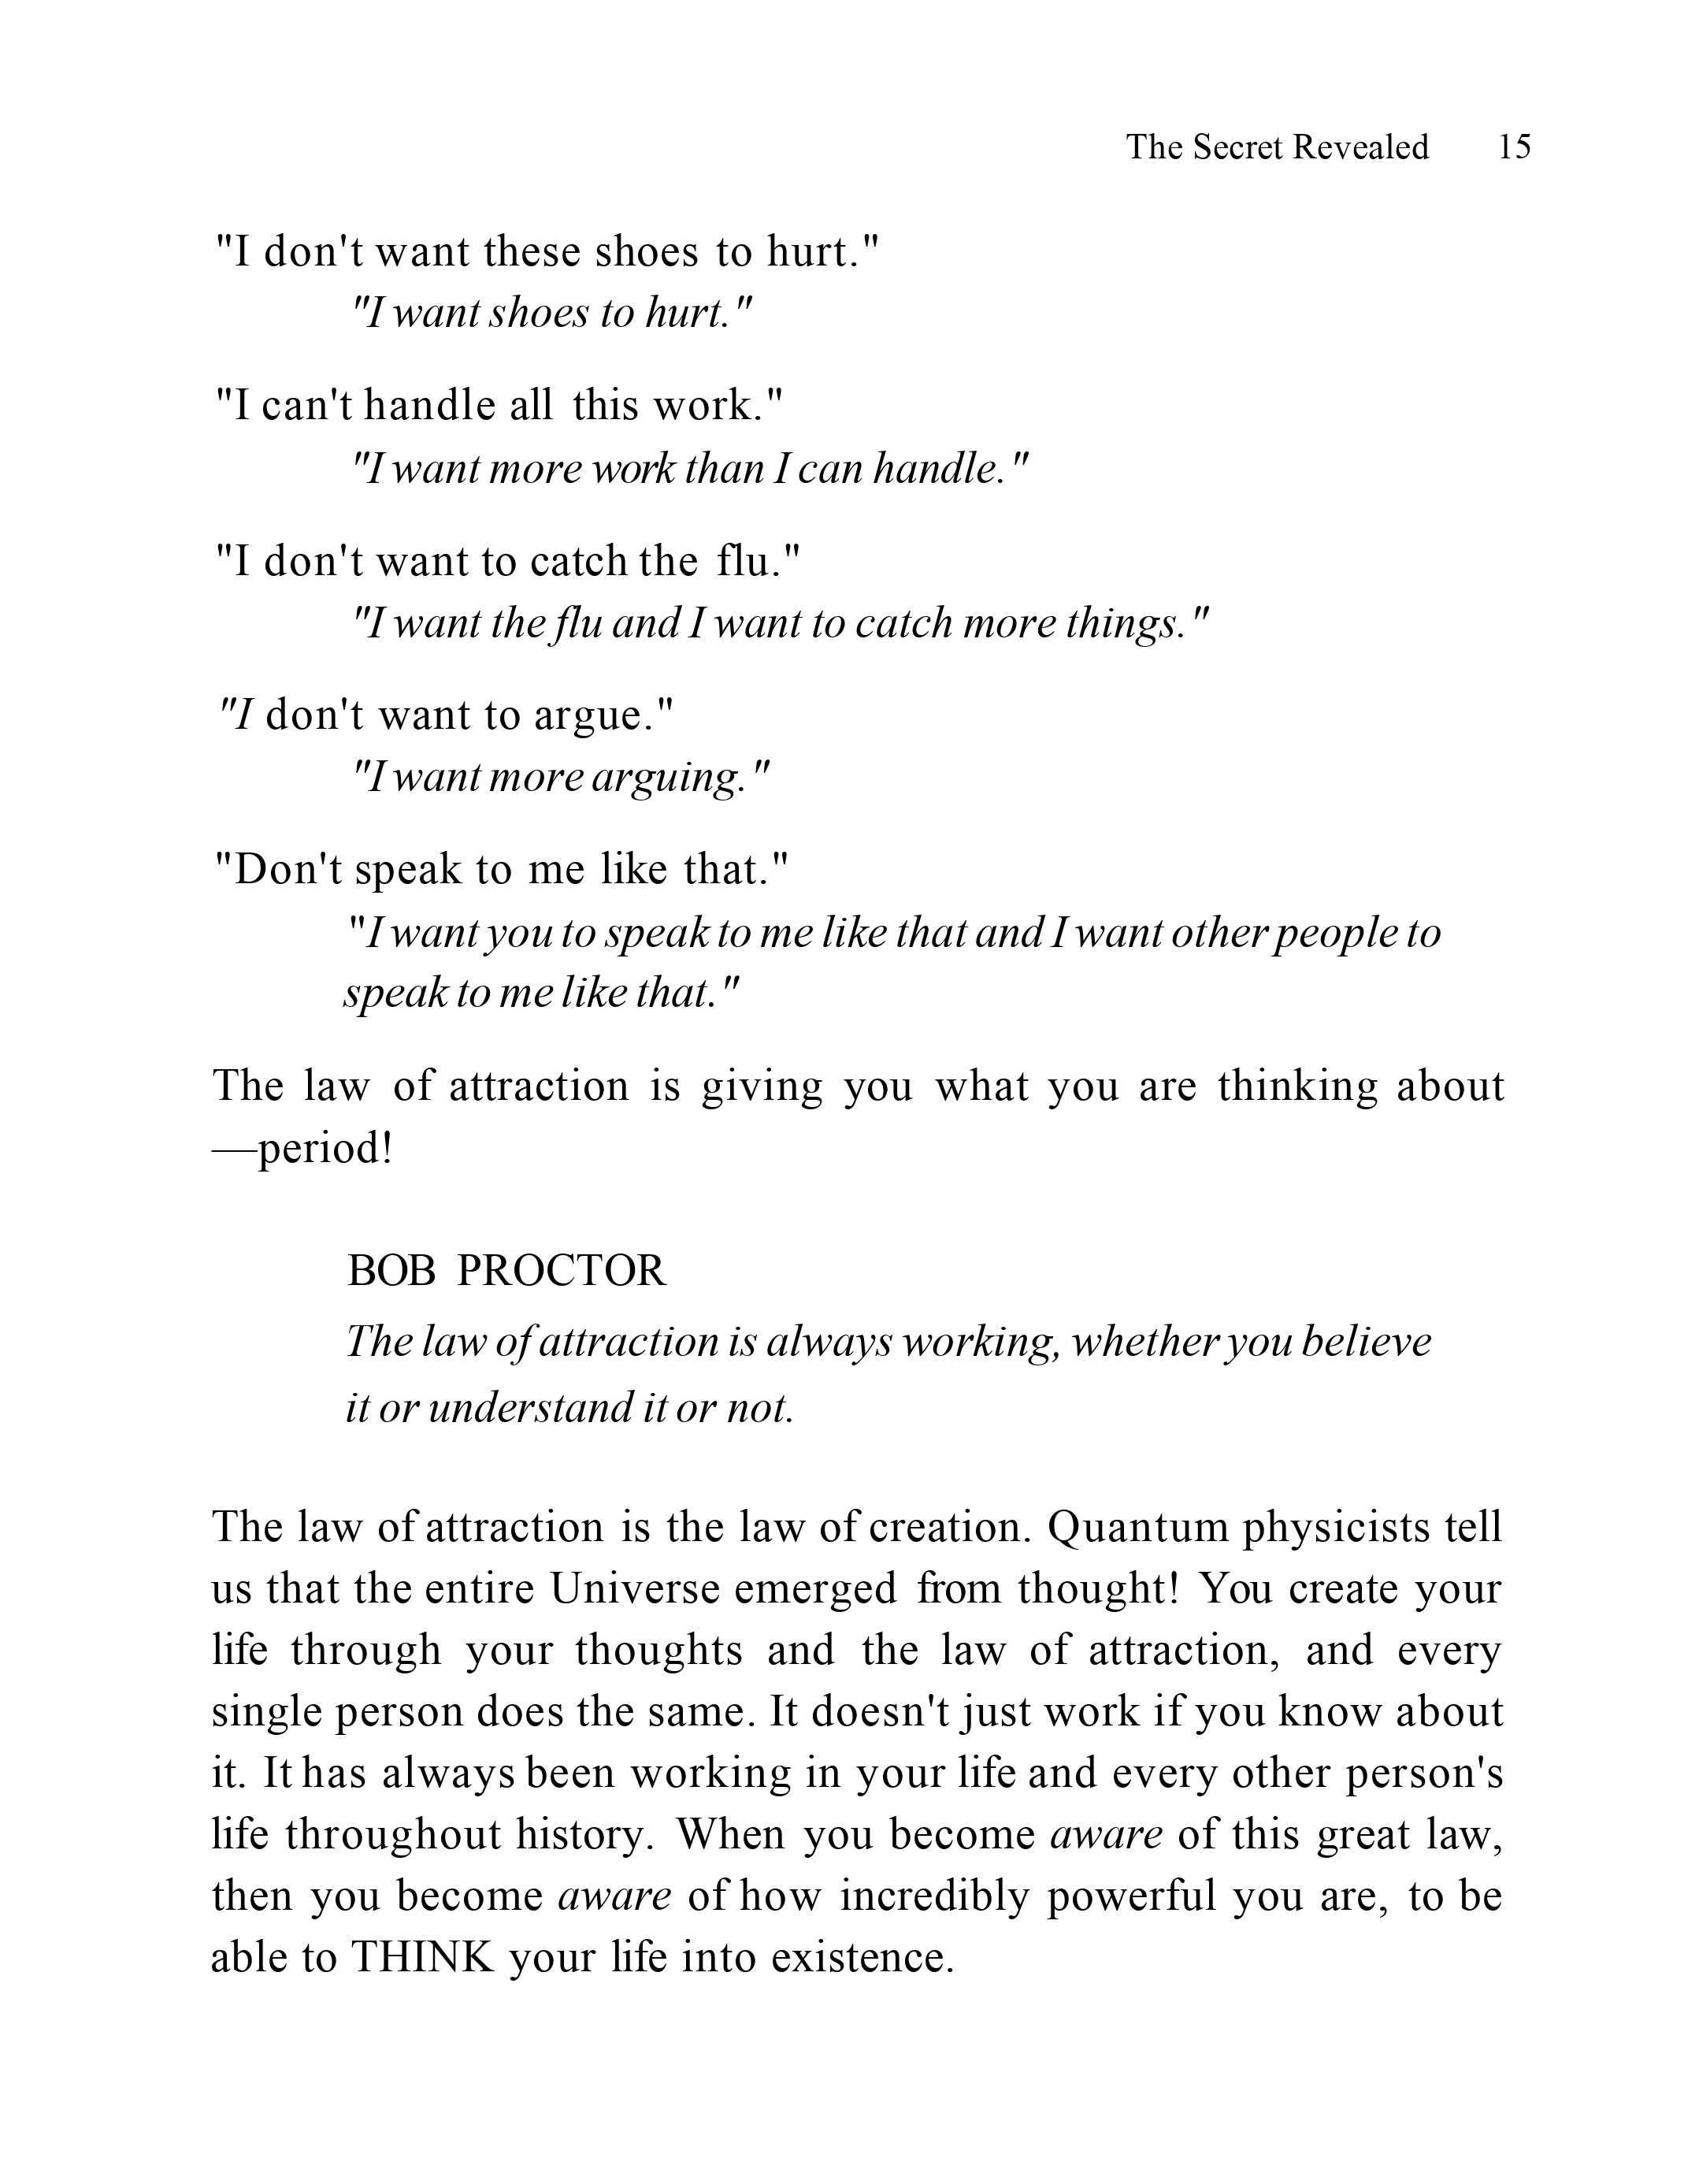 The Secret Revealed 15
"I don't want these shoes to hurt."
"I want shoes to hurt."
"I can't handle all this work."
"I want more work than I can handle."
"I don't want to catch the flu."
"I want the flu and I want to catch more things."
"I don't want to argue."
"I want more arguing."
"Don't speak to me like that."
"I want you to speak to me like that and I want other people to
speak to me like that."
The law of attraction is giving you what you are thinking about
—period!
BOB PROCTOR
The law of attraction is always working, whether you believe
it or understand it or not.
The law of attraction is the law of creation. Quantum physicists tell
us that the entire Universe emerged from thought! You create your
life through your thoughts and the law of attraction, and every
single person does the same. It doesn't just work if you know about
it. It has always been working in your life and every other person's
life throughout history. When you become aware of this great law,
then you become aware of how incredibly powerful you are, to be
able to THINK your life into existence.